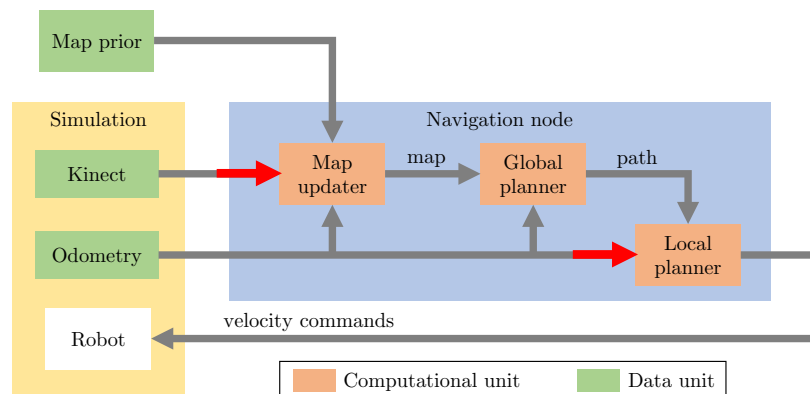 Map prior
Simulation
Navigation node
Kinect
Map
updater
map
Global
planner
path
Odometry
Local
planner
Robot
velocity commands
Computational unit
Data unit